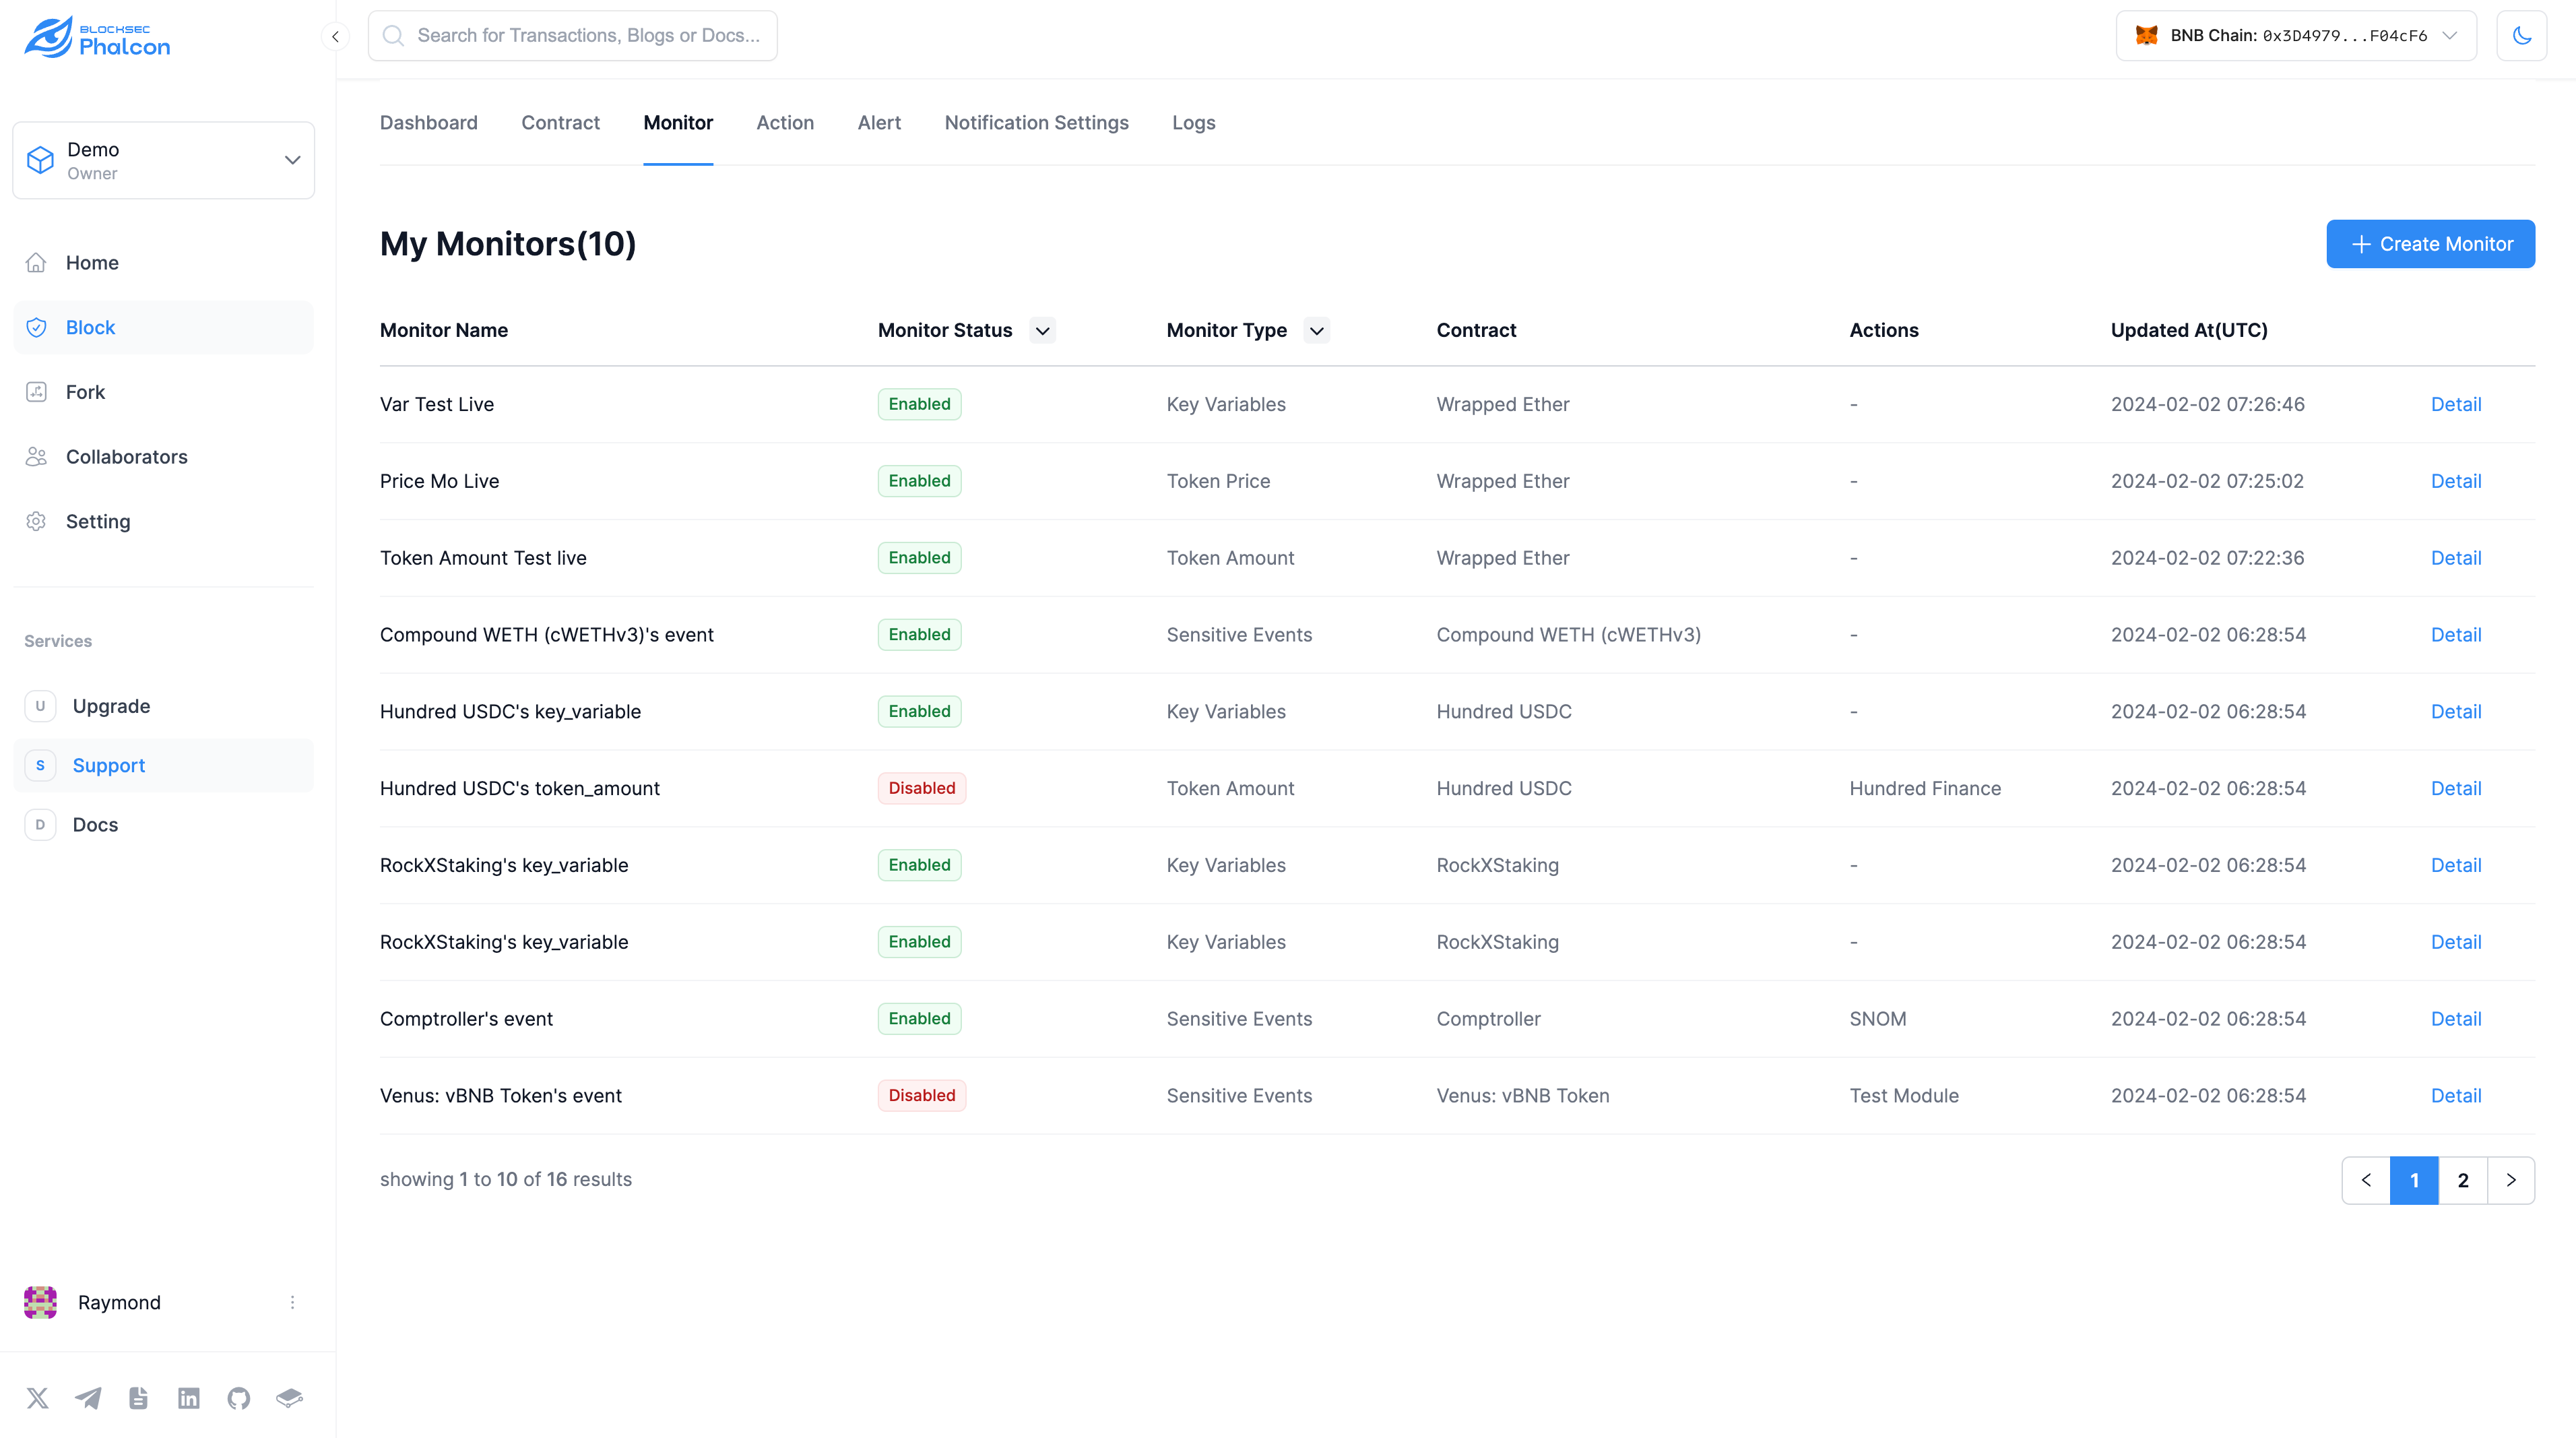 BLOCKSEC
Phalcon
Search for Transactions, Blogs or Docs...
BNB Chain: 0x3D4979...F04cF6
Demo
Owner
Home
Block
Fork
Collaborators
Setting
Services
U Upgrade
S Support
D Docs
Raymond
Dashboard Contract Monitor Action Alert Notification Settings Logs
My Monitors(10)
Create Monitor
Monitor Name Monitor Status Monitor Type Contract Actions Updated At(UTC)
Var Test Live Enabled Key Variables Wrapped Ether - 2024-02-02 07:26:46 Detail
Price Mo Live Enabled Token Price Wrapped Ether - 2024-02-02 07:25:02 Detail
Token Amount Test live Enabled Token Amount Wrapped Ether - 2024-02-02 07:22:36 Detail
Compound WETH (cWETHv3)'s event Enabled Sensitive Events Compound WETH (cWETHv3) - 2024-02-02 06:28:54 Detail
Hundred USDC's key_variable Enabled Key Variables Hundred USDC - 2024-02-02 06:28:54 Detail
Hundred USDC's token_amount Disabled Token Amount Hundred USDC Hundred Finance 2024-02-02 06:28:54 Detail
RockXStaking's key_variable Enabled Key Variables RockXStaking - 2024-02-02 06:28:54 Detail
RockXStaking's key_variable Enabled Key Variables RockXStaking - 2024-02-02 06:28:54 Detail
Comptroller's event Enabled Sensitive Events Comptroller SNOM 2024-02-02 06:28:54 Detail
Venus: vBNB Token's event Disabled Sensitive Events Venus: vBNB Token Test Module 2024-02-02 06:28:54 Detail
showing 1 to 10 of 16 results
1 2